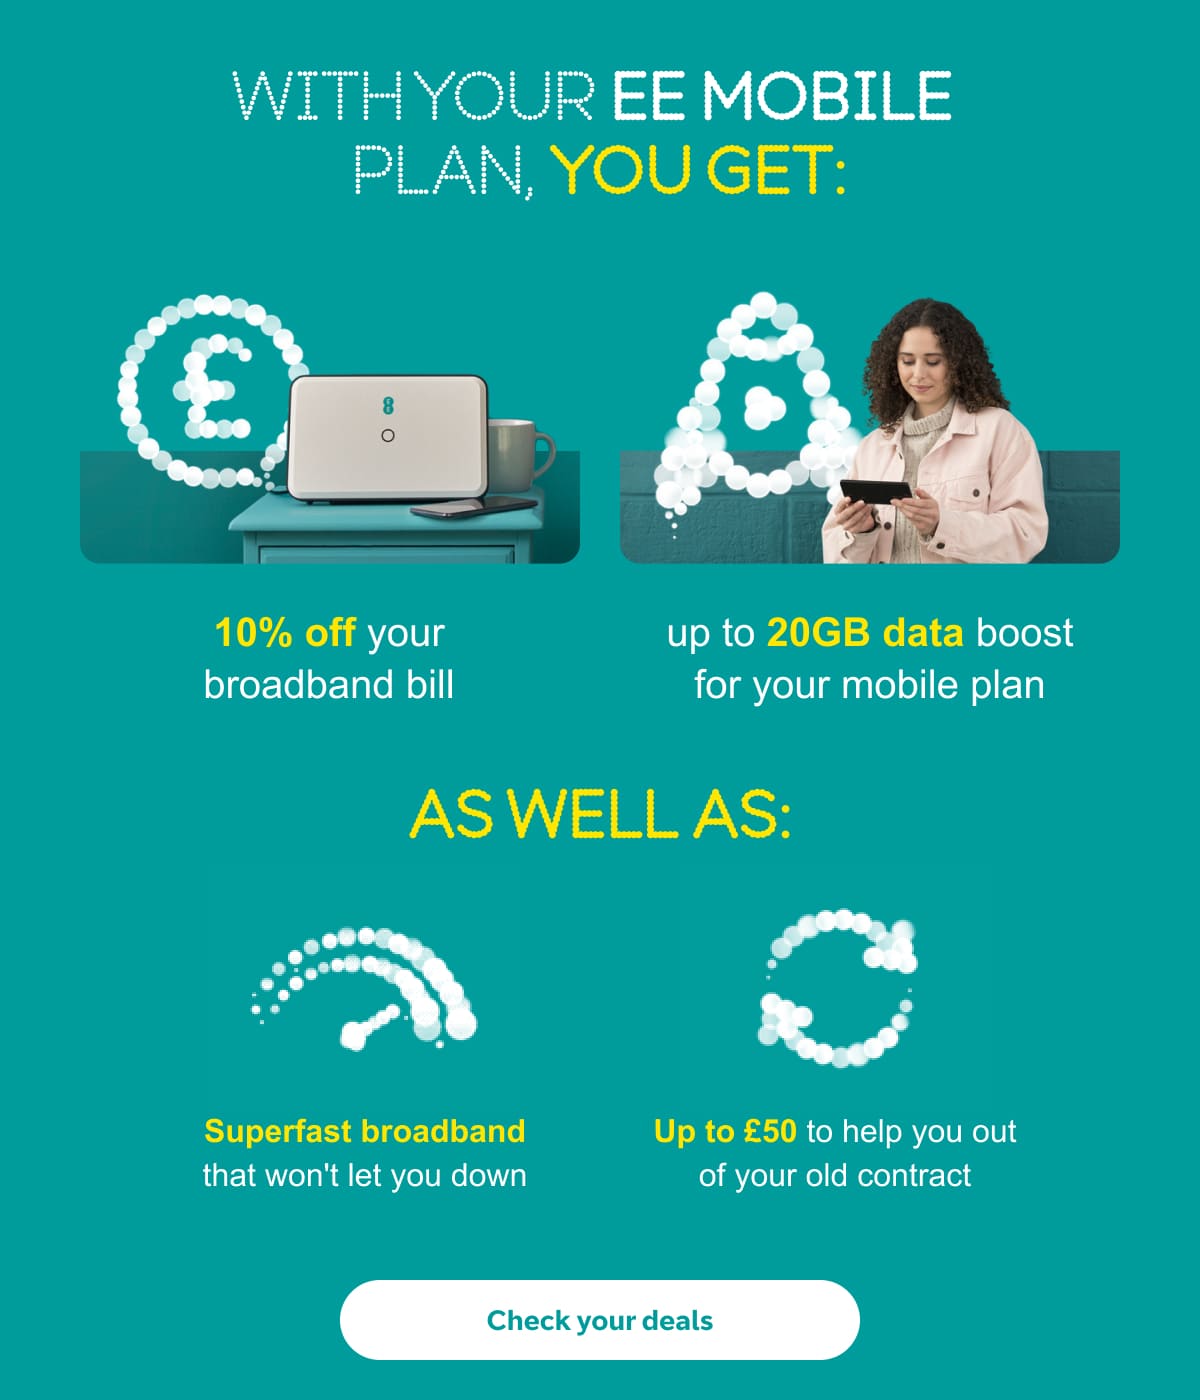 WITH YOUR EE MOBILE
PLAN, YOU GET:
£
10% off your
broadband bill
up to 20GB data boost
for your mobile plan
AS WELL AS:
Superfast broadband
that won't let you down
Up to £50 to help you out
of your old contract
Check your deals